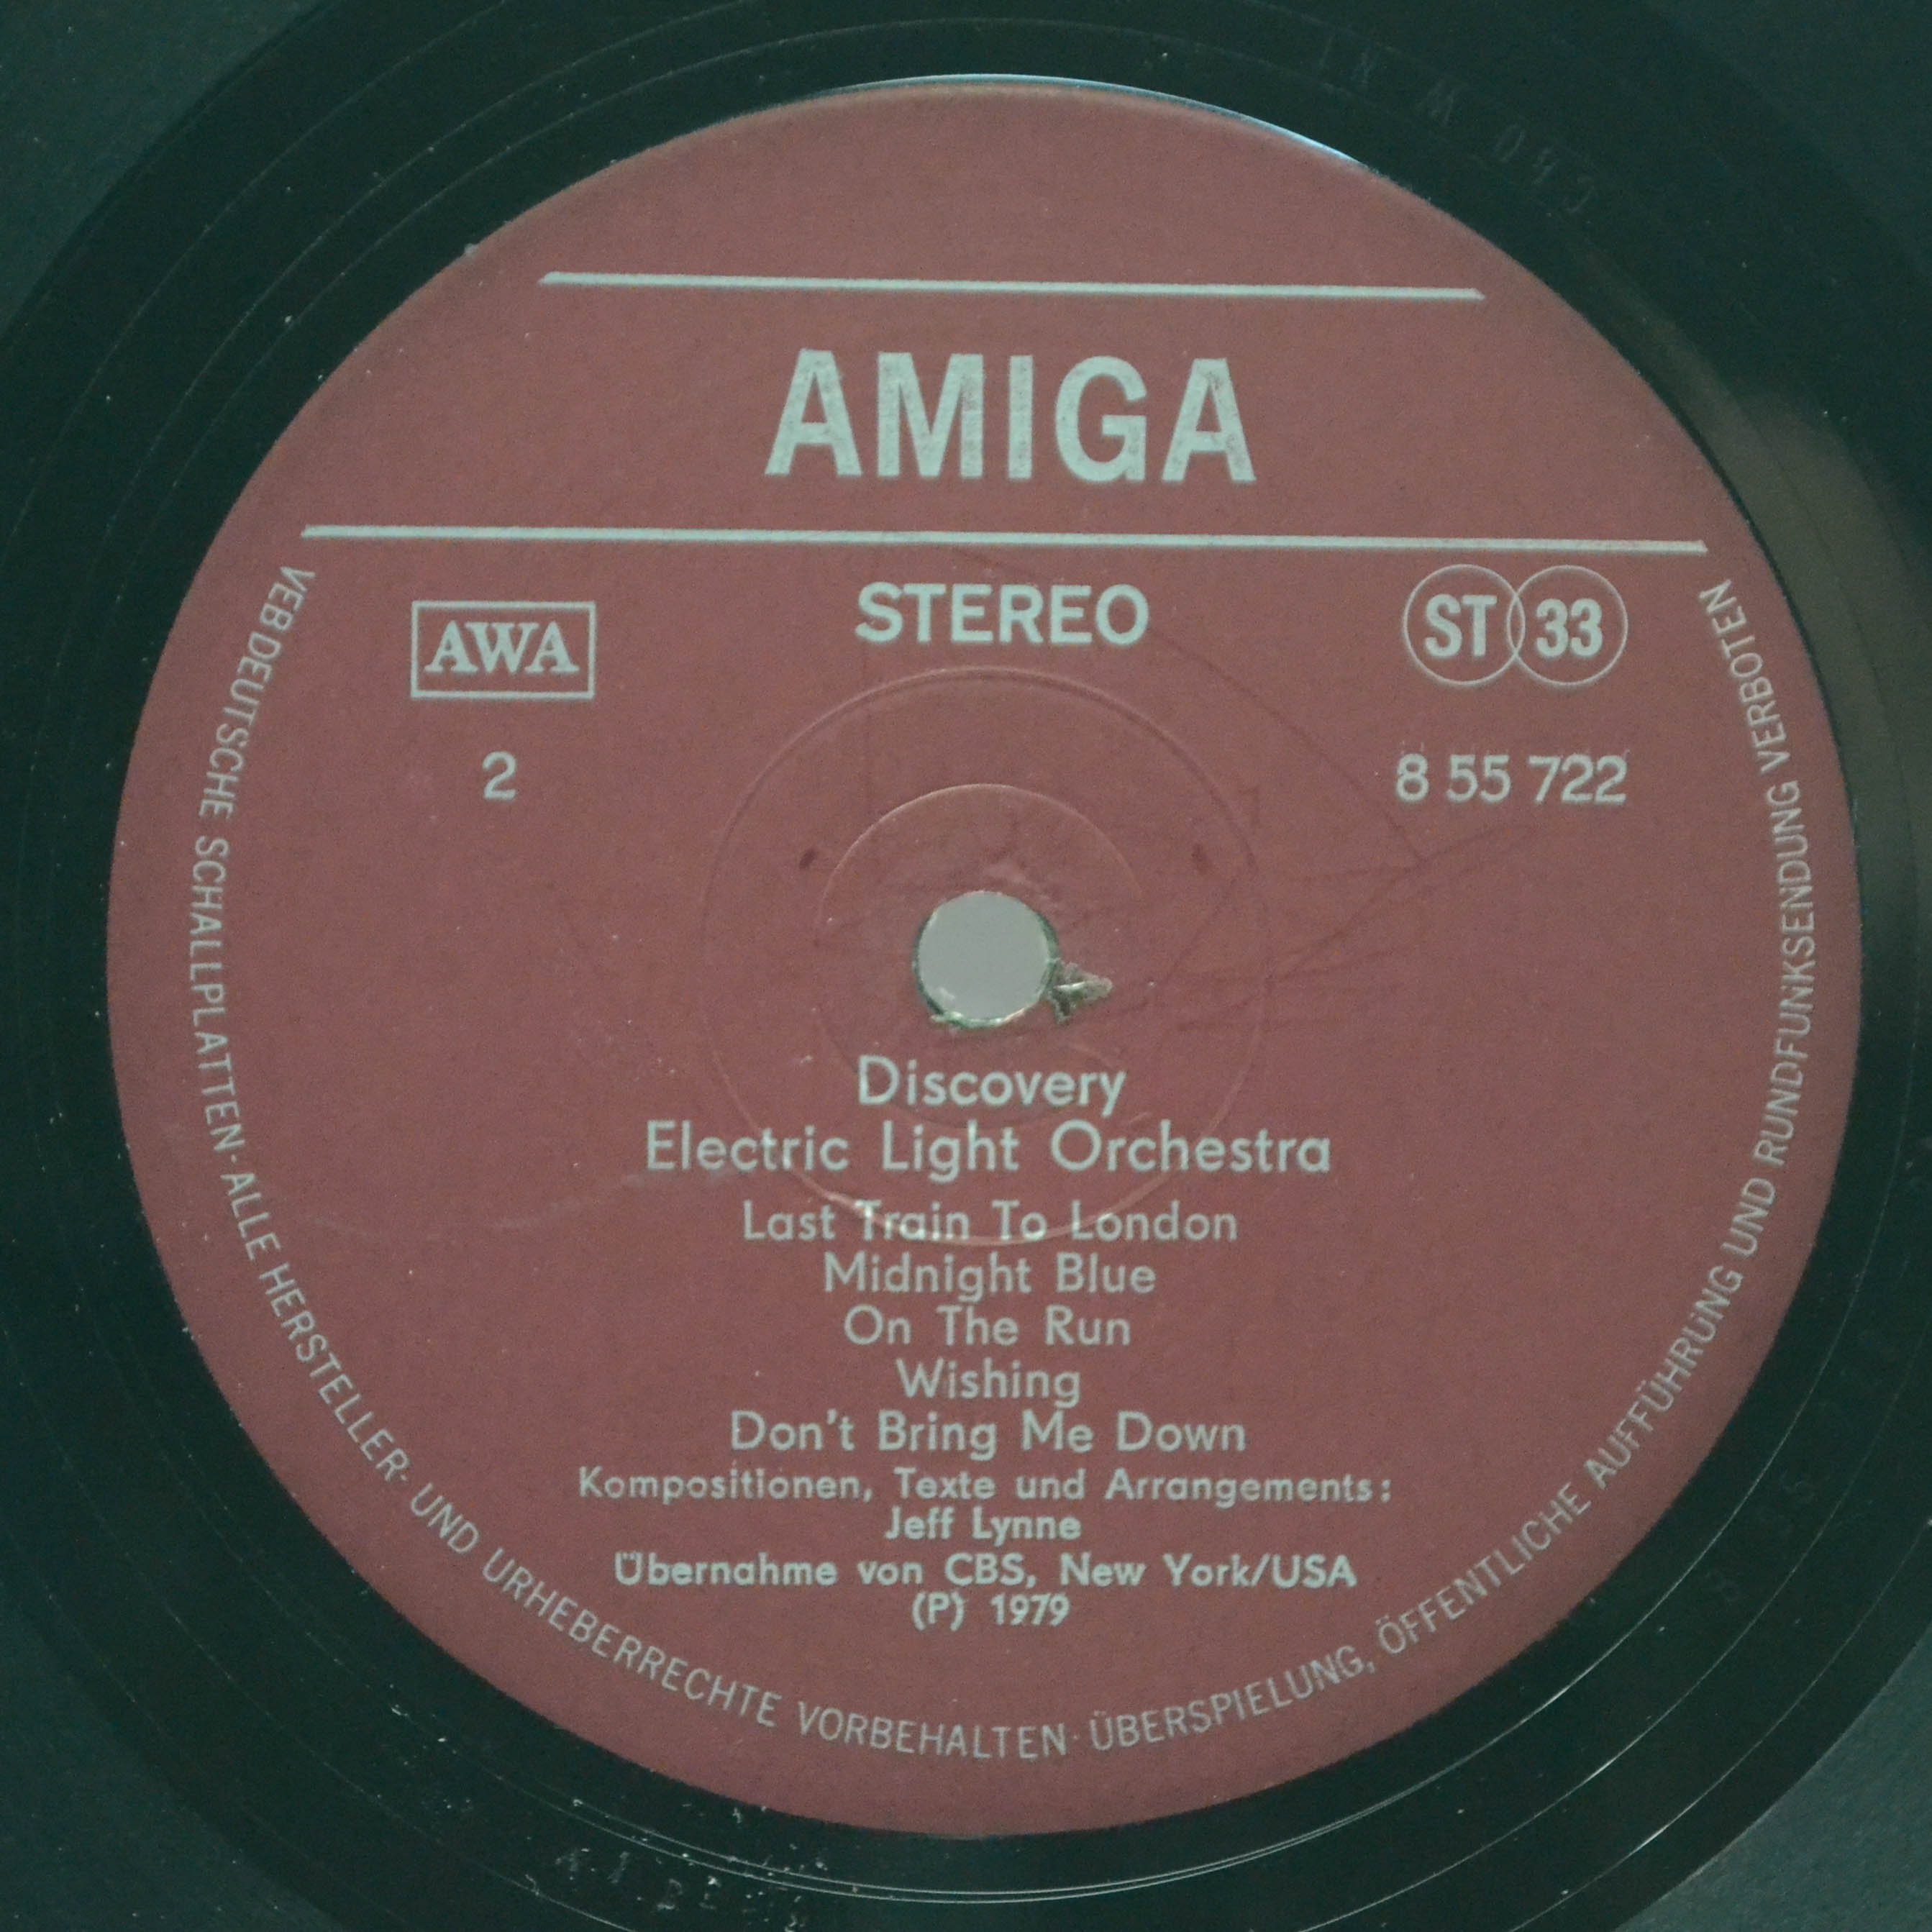 AMIGA
AWA
STEREO
ST 33
2
8 55 722
Discovery
Electric Light Orchestra
Last Train To London
Midnight Blue
On The Run
Wishing
Don't Bring Me Down
Kompositionen, Texte und Arrangements:
Jeff Lynne
Übernahme von CBS, New York/USA
(P) 1979
VEB DEUTSCHE SCHALLPLATTEN · ALLE HERSTELLER- UND URHEBERRECHTE VORBEHALTEN · ÜBERSPIELUNG, ÖFFENTLICHE AUFFÜHRUNG UND RUNDFUNKSENDUNG VERBOTEN